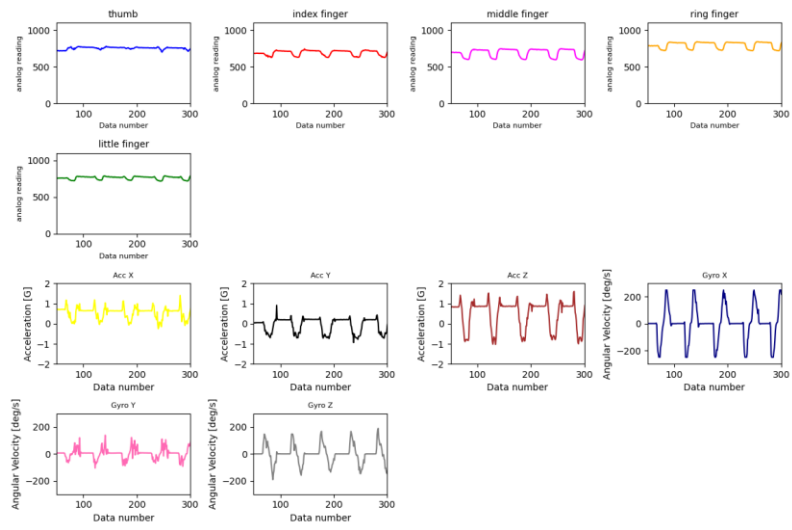 thumb
index finger
middle finger
ring finger
analog reading
1000
500
0
100
200
300
Data number
analog reading
1000
500
0
100
200
300
Data number
analog reading
1000
500
0
100
200
300
Data number
analog reading
1000
500
0
100
200
300
Data number
little finger
analog reading
1000
500
0
100
200
300
Data number
Acc X
Acc Y
Acc Z
Gyro X
Acceleration [G]
2
1
0
−1
−2
100
200
300
Data number
Acceleration [G]
2
1
0
−1
−2
100
200
300
Data number
Acceleration [G]
2
1
0
−1
−2
100
200
300
Data number
Angular Velocity [deg/s]
200
0
−200
100
200
300
Data number
Gyro Y
Gyro Z
Angular Velocity [deg/s]
200
0
−200
100
200
300
Data number
Angular Velocity [deg/s]
200
0
−200
100
200
300
Data number